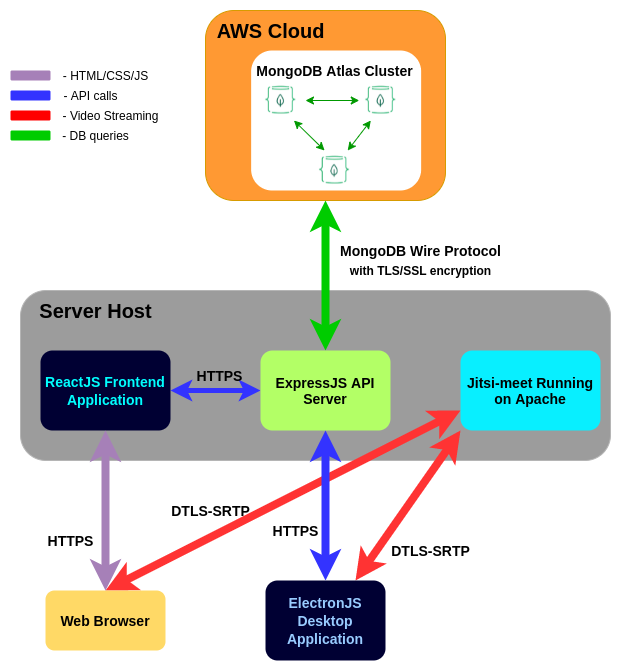 AWS Cloud
MongoDB Atlas Cluster
- HTML/CSS/JS
- API calls
- Video Streaming
- DB queries
MongoDB Wire Protocol
with TLS/SSL encryption
Server Host
ReactJS Frontend
Application
HTTPS
ExpressJS API
Server
Jitsi-meet Running
on Apache
DTLS-SRTP
HTTPS
HTTPS
DTLS-SRTP
Web Browser
ElectronJS
Desktop
Application